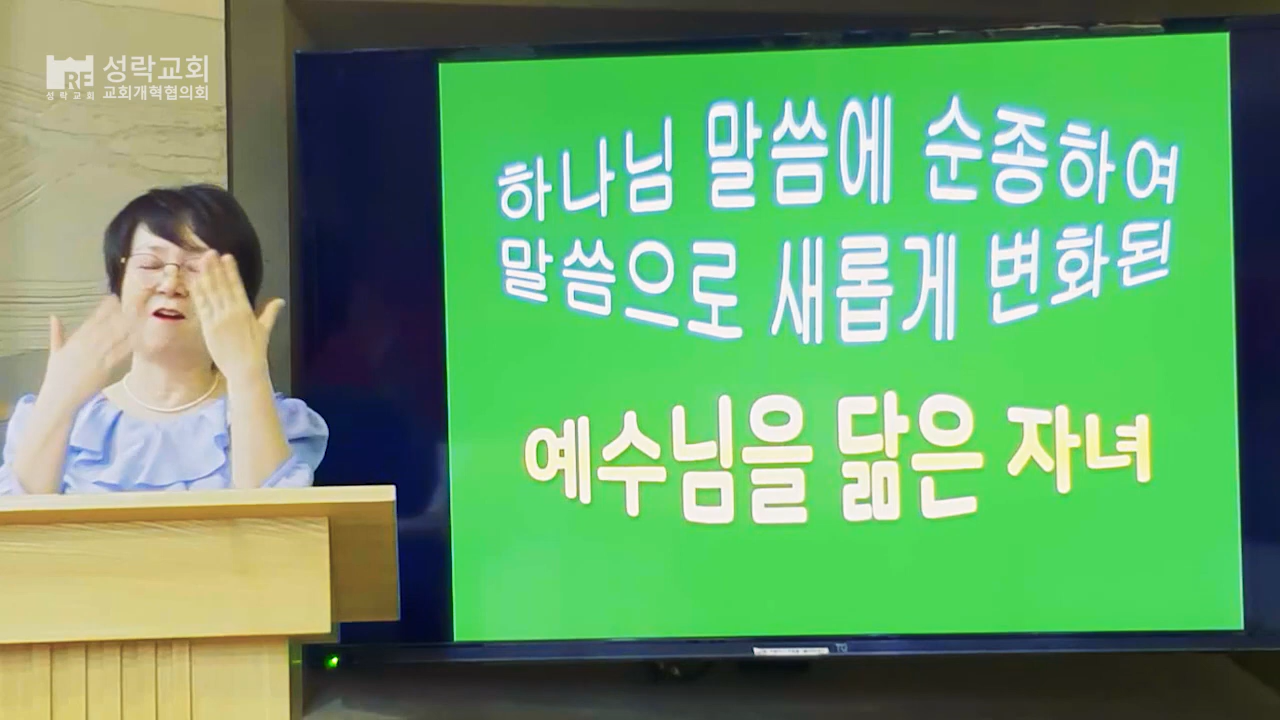 RE
성락교회
성락교회
교회개혁협의회
하나님 말씀에 순종하여
말씀으로 새롭게 변화된
예수님을 닮은 자녀